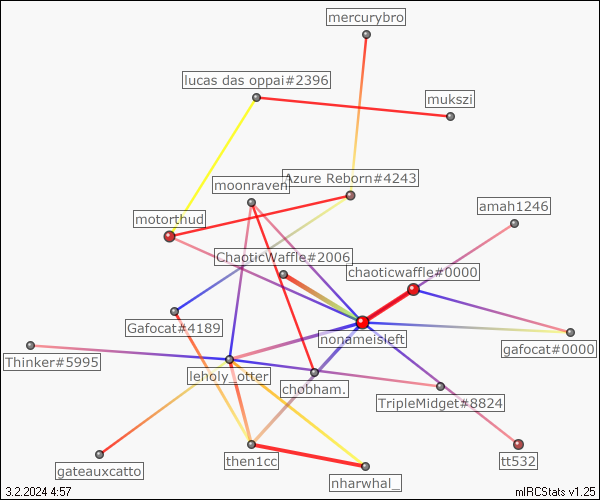 mercurybro
lucas das oppai#2396
mukszi
Azure Reborn#4243
moonraven
amah1246
motorthud
ChaoticWaffle#2006
chaoticwaffle#0000
Gafocat#4189
nonameisleft
gafocat#0000
Thinker#5995
leholy_otter
chobham.
TripleMidget#8824
then1cc
tt532
gateauxcatto
nharwhal_
3.2.2024 4:57
mIRCStats v1.25